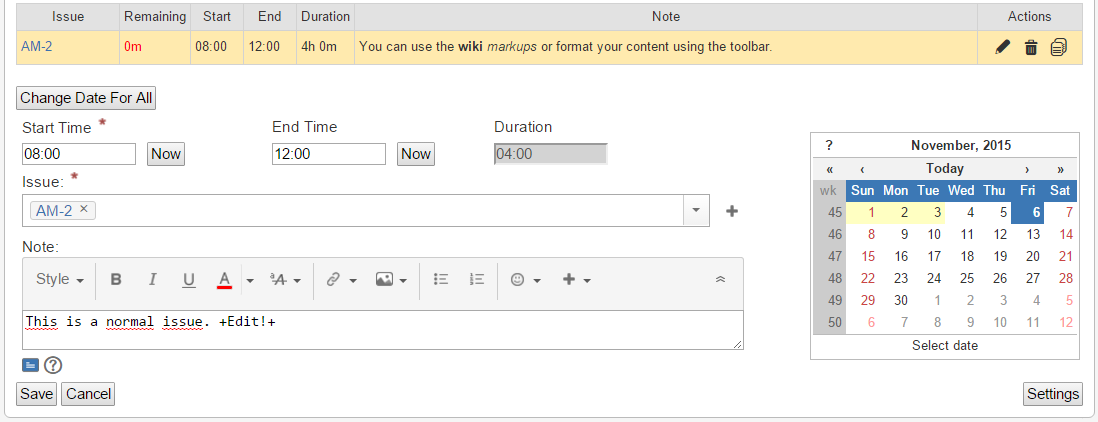 Issue Remaining Start End Duration Note Actions
AM-2 0m 08:00 12:00 4h 0m You can use the wiki markups or format your content using the toolbar.
Change Date For All
Start Time * End Time Duration
08:00 Now 12:00 Now 04:00
Issue: *
AM-2 ×
Note:
Style B I U A ªA
This is a normal issue. +Edit!+
?
Save Cancel
? November, 2015
« ‹ Today › »
wk Sun Mon Tue Wed Thu Fri Sat
45 1 2 3 4 5 6 7
46 8 9 10 11 12 13 14
47 15 16 17 18 19 20 21
48 22 23 24 25 26 27 28
49 29 30 1 2 3 4 5
50 6 7 8 9 10 11 12
Select date
Settings